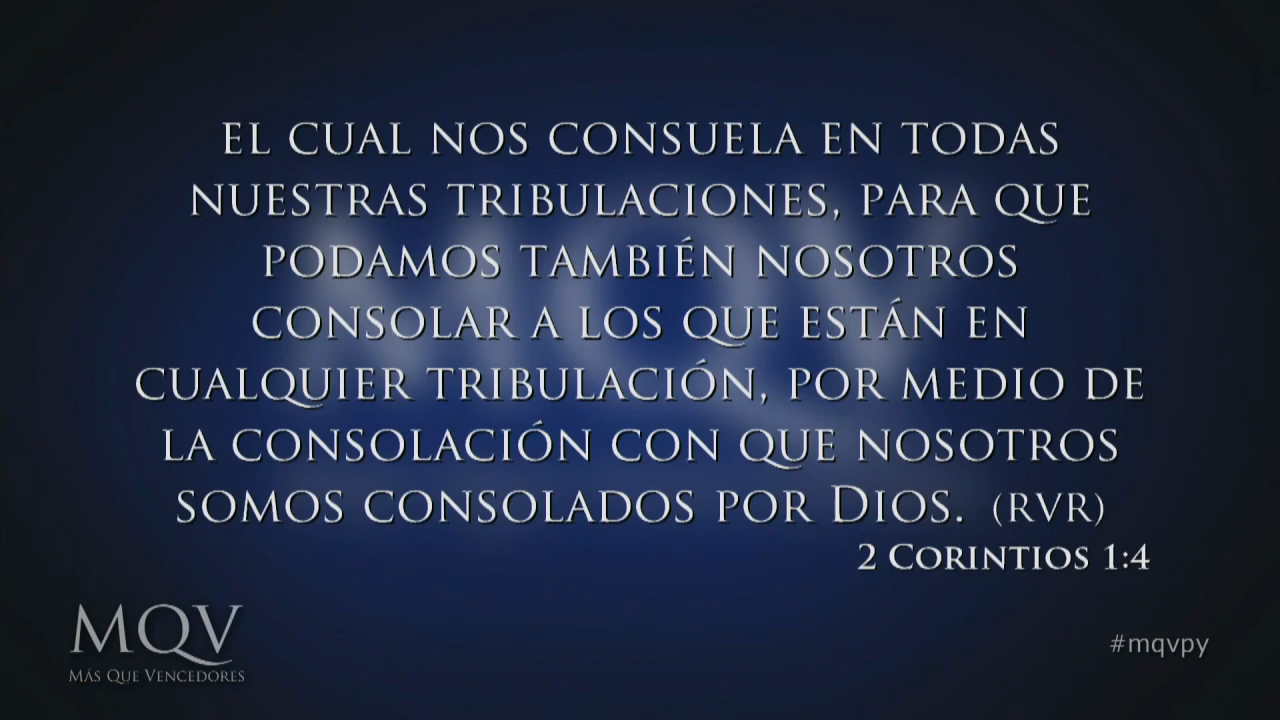 EL CUAL NOS CONSUELA EN TODAS
NUESTRAS TRIBULACIONES, PARA QUE
PODAMOS TAMBIÉN NOSOTROS
CONSOLAR A LOS QUE ESTÁN EN
CUALQUIER TRIBULACIÓN, POR MEDIO DE
LA CONSOLACIÓN CON QUE NOSOTROS
SOMOS CONSOLADOS POR DIOS. (RVR)
2 CORINTIOS 1:4
MQV
MÁS QUE VENCEDORES
#mqvpy